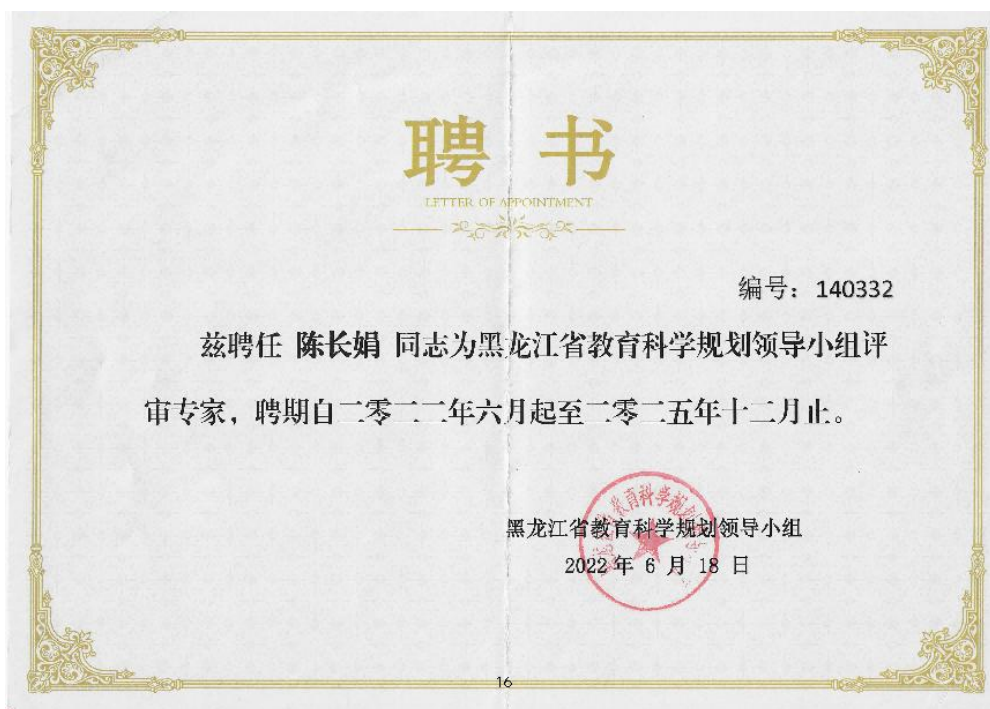 聘书
LETTER OF APPOINTMENT
编号：140332
兹聘任 陈长娟 同志为黑龙江省教育科学规划领导小组评
审专家，聘期自二零二二年六月起至二零二五年十二月止。
黑龙江省教育科学规划领导小组
2022年 6 月 18 日
16